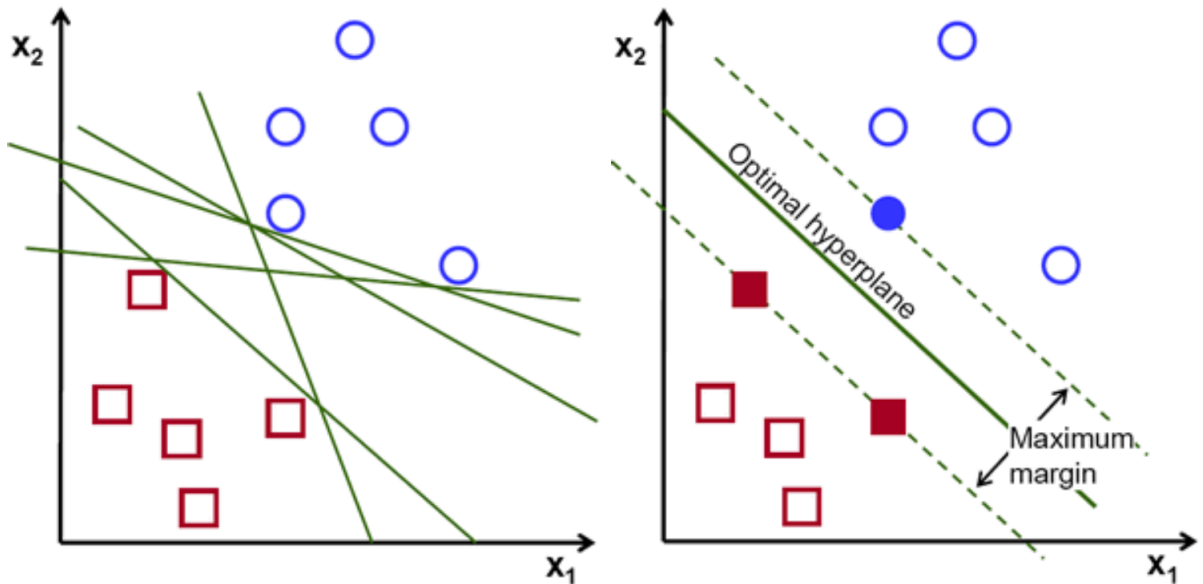 x₂
x₁
x₂
Optimal hyperplane
Maximum
margin
x₁